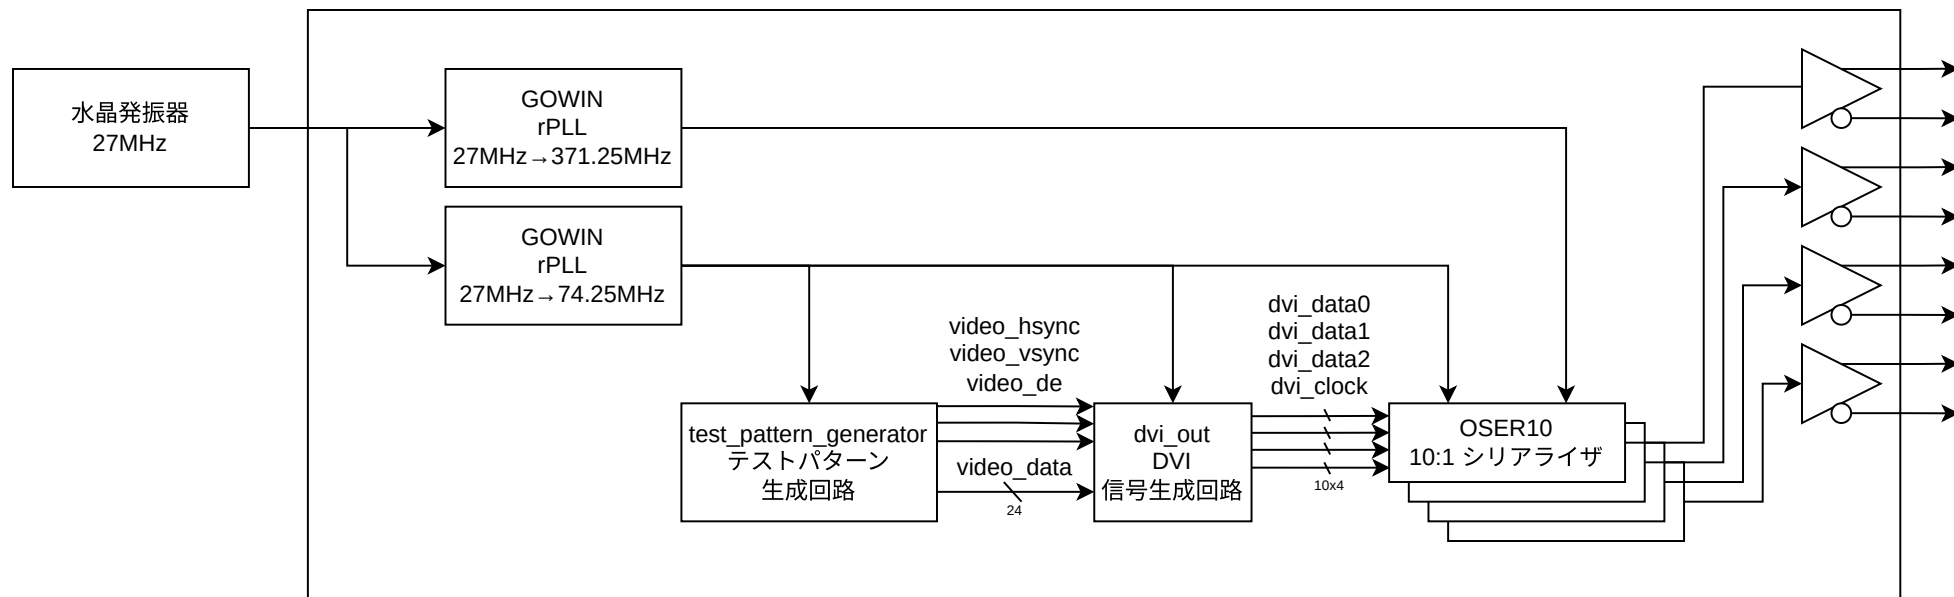 水晶発振器
27MHz
GOWIN
rPLL
27MHz→371.25MHz
GOWIN
rPLL
27MHz→74.25MHz
video_hsync
video_vsync
video_de
video_data
24
dvi_data0
dvi_data1
dvi_data2
dvi_clock
10x4
test_pattern_generator
テストパターン
生成回路
dvi_out
DVI
信号生成回路
OSER10
10:1 シリアライザ